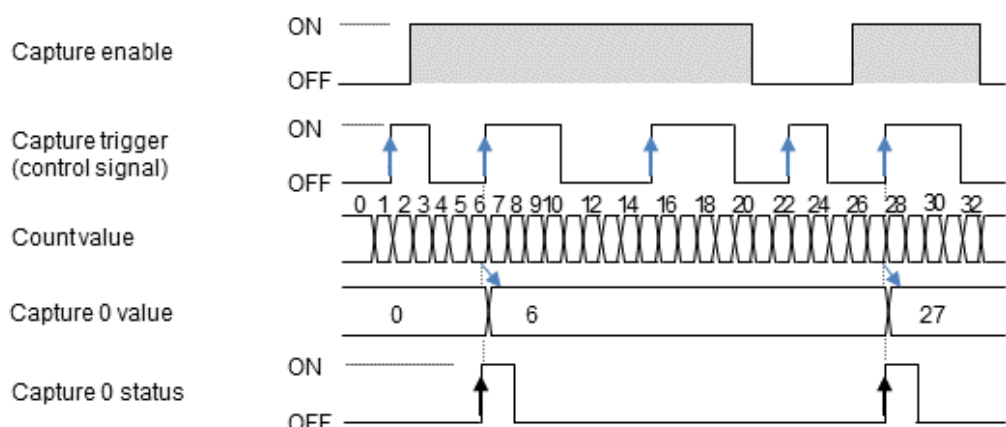 ON
Capture enable
OFF
Capture trigger
(control signal)
ON
OFF
0 1 2 3 4 5 6 7 8 9 10 12 14 16 18 20 22 24 26 28 30 32
Count value
Capture 0 value
0 6 27
ON
Capture 0 status
OFF